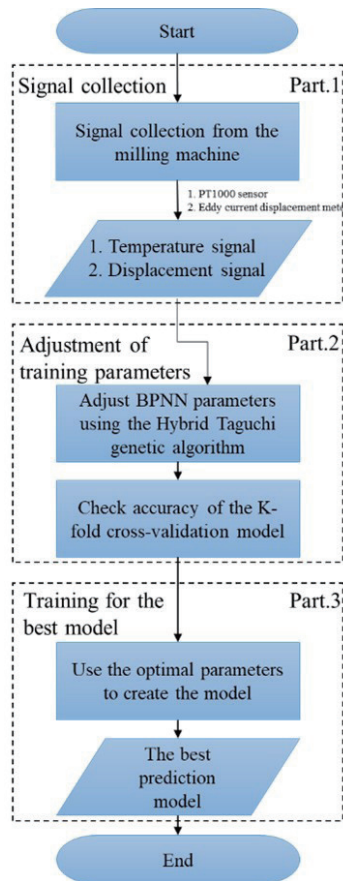 Start
Signal collection
Part.1
Signal collection from the
milling machine
1. PT1000 sensor
2. Eddy current displacement mete
1. Temperature signal
2. Displacement signal
Adjustment of
training parameters
Part.2
Adjust BPNN parameters
using the Hybrid Taguchi
genetic algorithm
Check accuracy of the K-
fold cross-validation model
Training for the
best model
Part.3
Use the optimal parameters
to create the model
The best
prediction
model
End